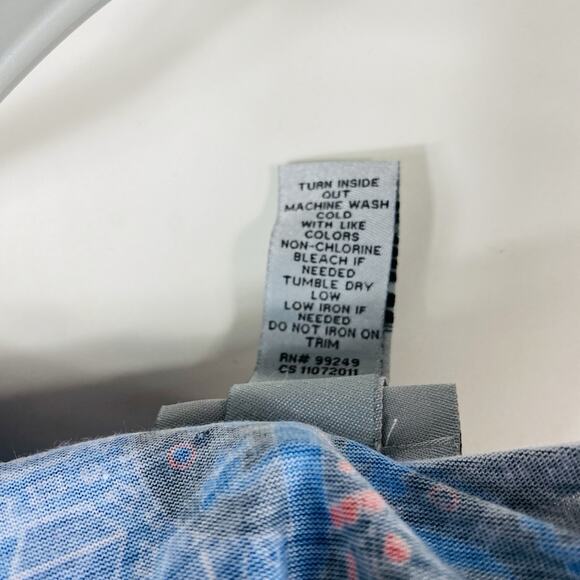 TURN INSIDE
OUT
MACHINE WASH
COLD
WITH LIKE
COLORS
NON-CHLORINE
BLEACH IF
NEEDED
TUMBLE DRY
LOW
LOW IRON IF
NEEDED
DO NOT IRON ON
TRIM
RN# 99249
CS 11072011